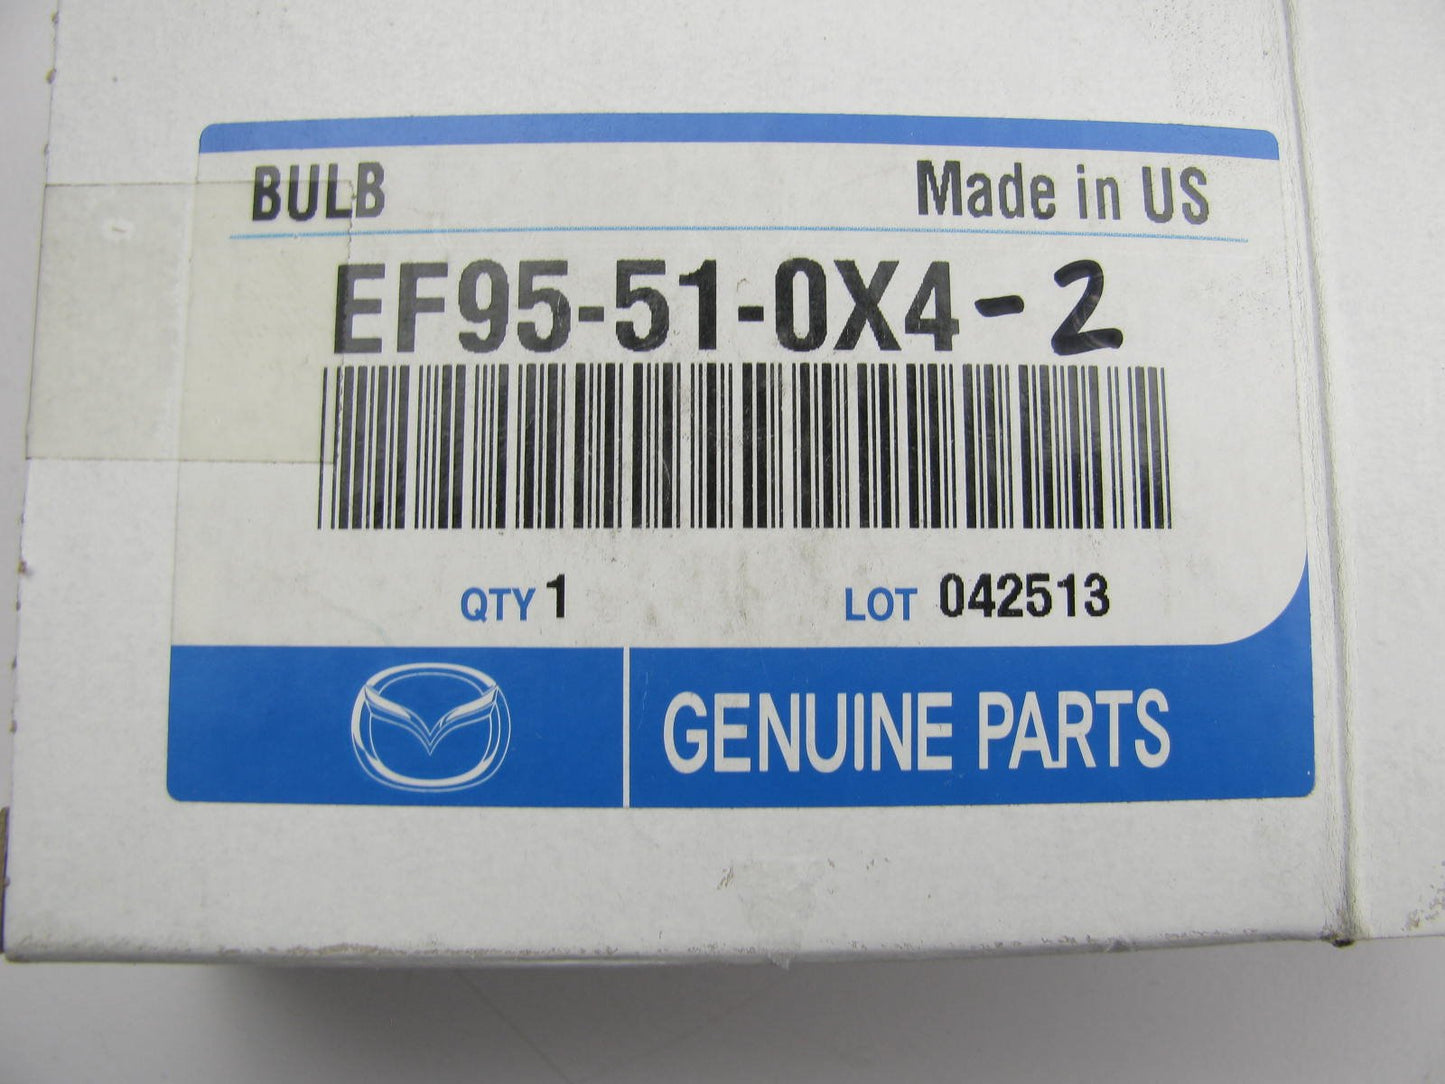 BULB Made in US
EF95-51-0X4-2
QTY 1 LOT 042513
GENUINE PARTS